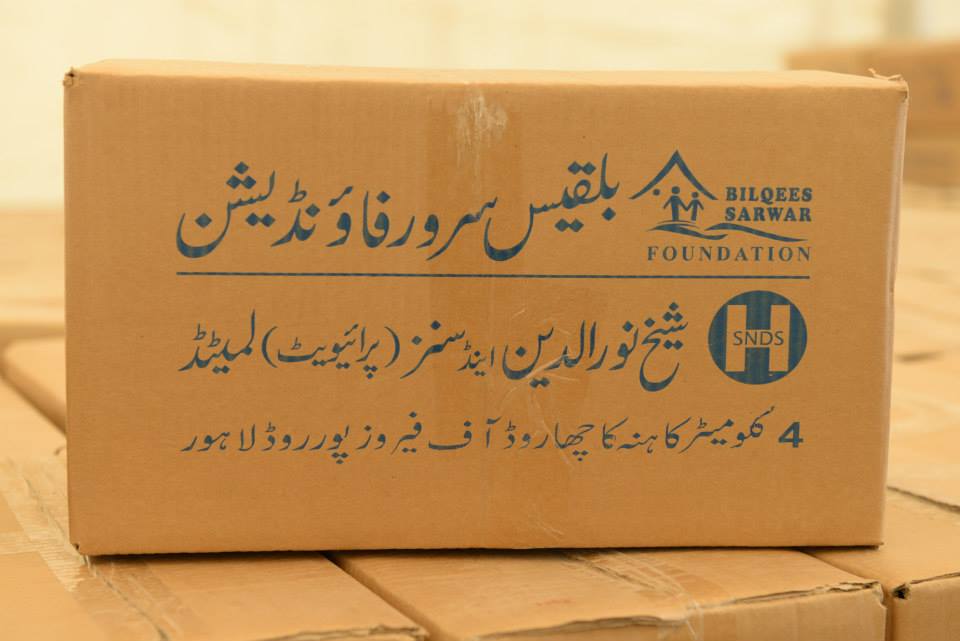 بلقیس سرور فاؤنڈیشن
BILQEES
SARWAR
FOUNDATION
شیخ نورالدین اینڈ سنز (پرائیویٹ) لمیٹڈ
H SNDS
4 کلومیٹر کاہنہ کاچھا روڈ آف فیروز پور روڈ لاہور